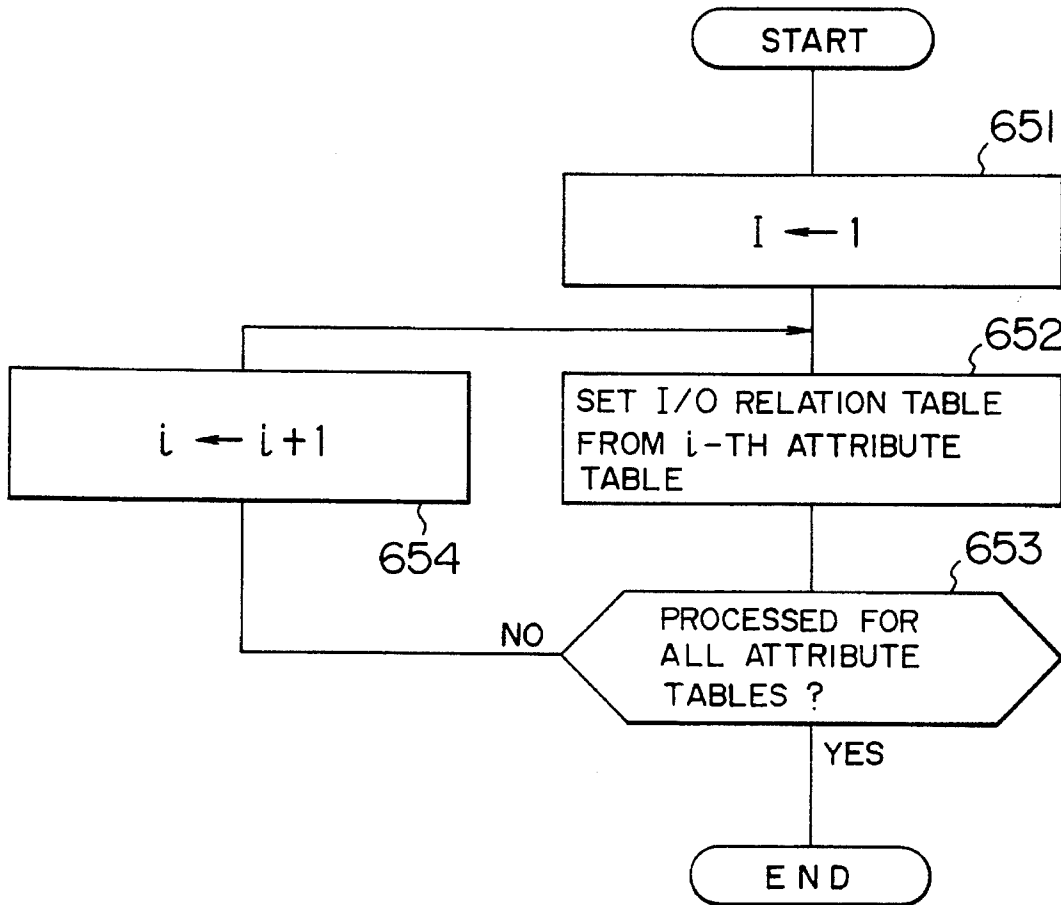 START
651
I ← 1
652
SET I/O RELATION TABLE
FROM i-TH ATTRIBUTE
TABLE
i ← i+1
654
653
PROCESSED FOR
ALL ATTRIBUTE
TABLES ?
NO
YES
END